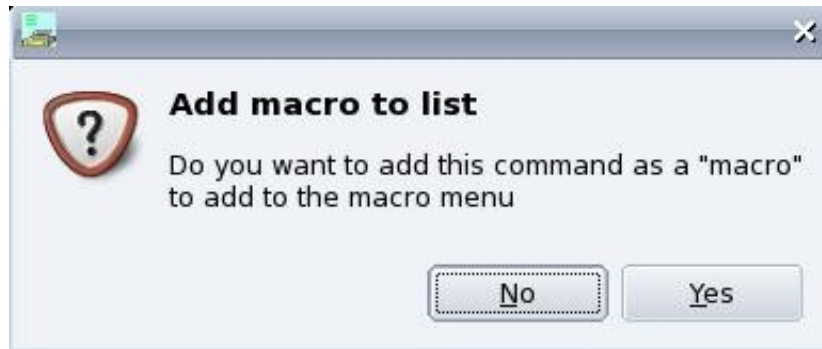 Add macro to list
Do you want to add this command as a "macro"
to add to the macro menu
No Yes